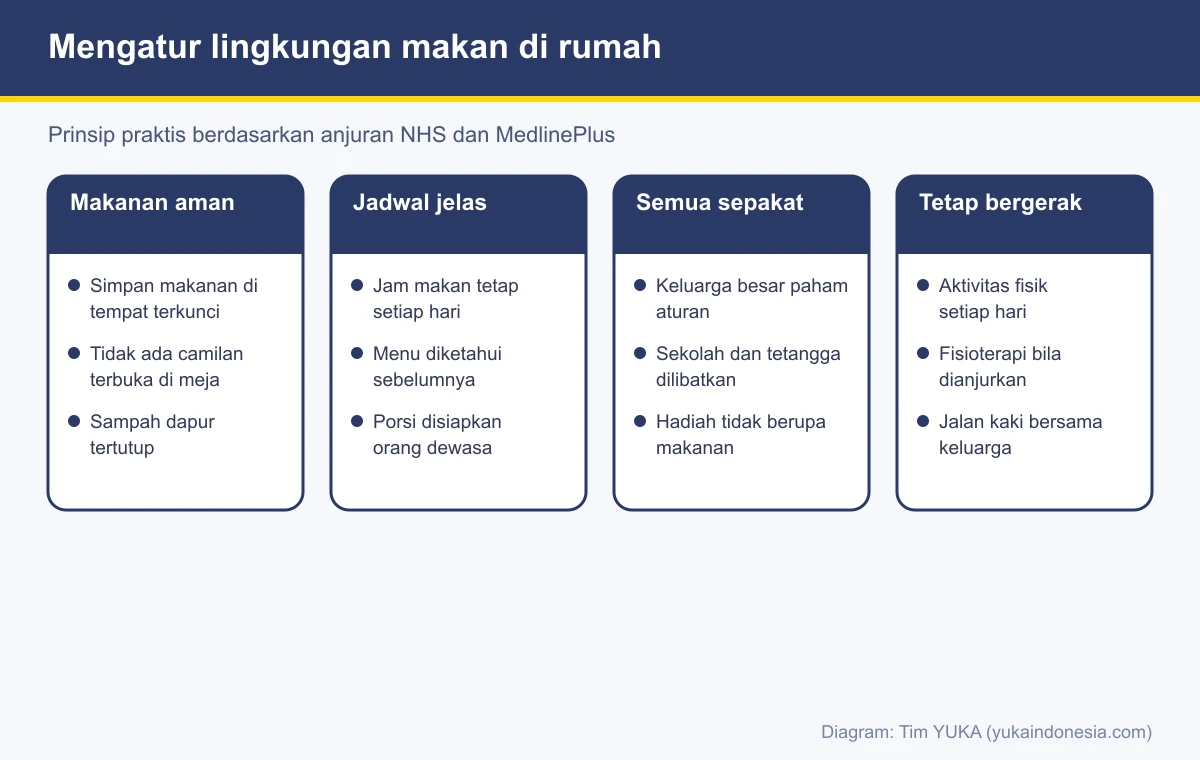 Mengatur lingkungan makan di rumah
Prinsip praktis berdasarkan anjuran NHS dan MedlinePlus
Makanan aman
Simpan makanan di
tempat terkunci
Tidak ada camilan
terbuka di meja
Sampah dapur
tertutup
Jadwal jelas
Jam makan tetap
setiap hari
Menu diketahui
sebelumnya
Porsi disiapkan
orang dewasa
Semua sepakat
Keluarga besar paham
aturan
Sekolah dan tetangga
dilibatkan
Hadiah tidak berupa
makanan
Tetap bergerak
Aktivitas fisik
setiap hari
Fisioterapi bila
dianjurkan
Jalan kaki bersama
keluarga
Diagram: Tim YUKA (yukaindonesia.com)